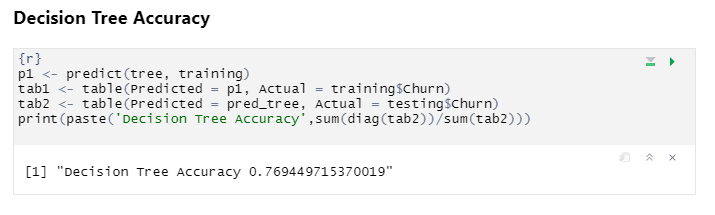 Decision Tree Accuracy
{r}
p1 <- predict(tree, training)
tab1 <- table(Predicted = p1, Actual = training$Churn)
tab2 <- table(Predicted = pred_tree, Actual = testing$Churn)
print(paste('Decision Tree Accuracy',sum(diag(tab2))/sum(tab2)))
[1] "Decision Tree Accuracy 0.769449715370019"